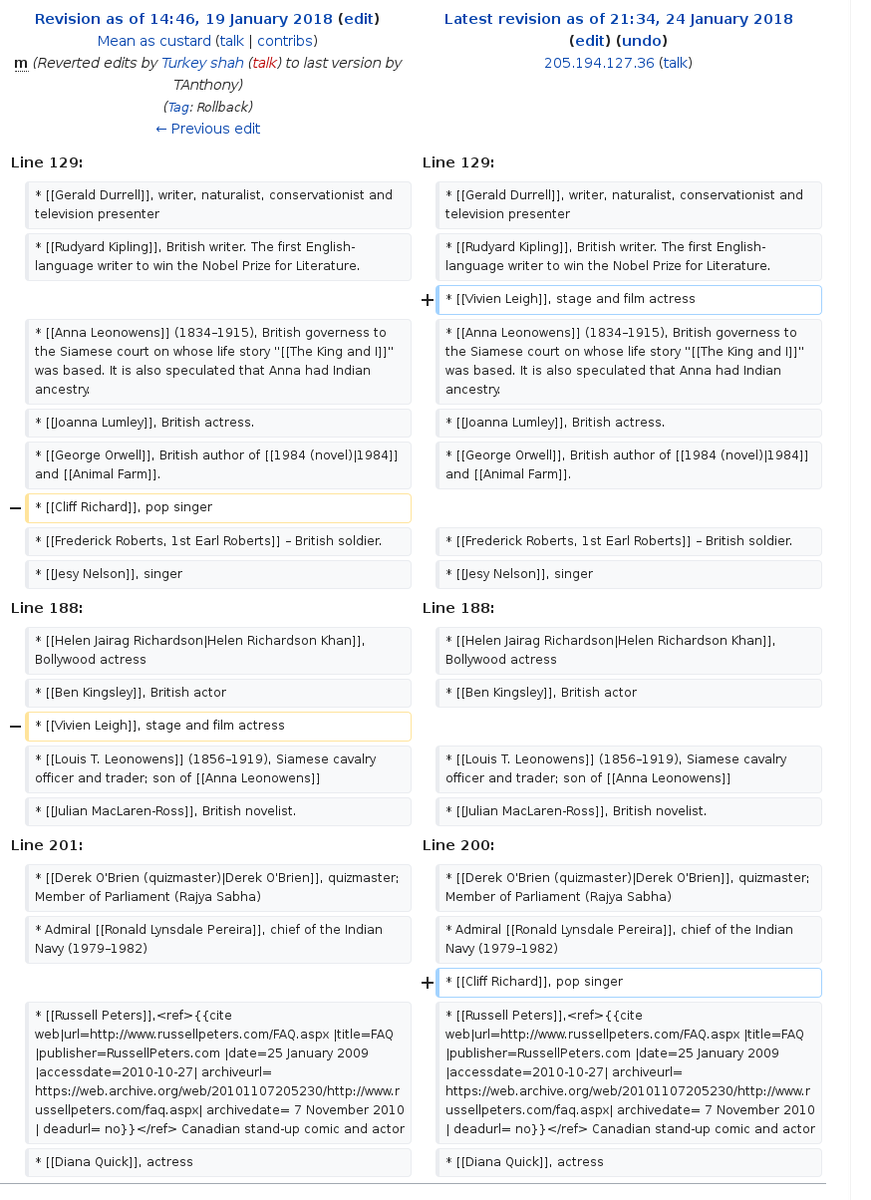 Revision as of 14:46, 19 January 2018 (edit)
Mean as custard (talk | contribs)
m (Reverted edits by Turkey shah (talk) to last version by
TAnthony)
(Tag: Rollback)
← Previous edit
Latest revision as of 21:34, 24 January 2018
(edit) (undo)
205.194.127.36 (talk)
Line 129:
Line 129:
* [[Gerald Durrell]], writer, naturalist, conservationist and
television presenter
* [[Gerald Durrell]], writer, naturalist, conservationist and
television presenter
* [[Rudyard Kipling]], British writer. The first English-
language writer to win the Nobel Prize for Literature.
* [[Rudyard Kipling]], British writer. The first English-
language writer to win the Nobel Prize for Literature.
+ * [[Vivien Leigh]], stage and film actress
* [[Anna Leonowens]] (1834–1915), British governess to
the Siamese court on whose life story "[[The King and I]]"
was based. It is also speculated that Anna had Indian
ancestry.
* [[Anna Leonowens]] (1834–1915), British governess to
the Siamese court on whose life story "[[The King and I]]"
was based. It is also speculated that Anna had Indian
ancestry.
* [[Joanna Lumley]], British actress.
* [[Joanna Lumley]], British actress.
* [[George Orwell]], British author of [[1984 (novel)|1984]]
and [[Animal Farm]].
* [[George Orwell]], British author of [[1984 (novel)|1984]]
and [[Animal Farm]].
− * [[Cliff Richard]], pop singer
* [[Frederick Roberts, 1st Earl Roberts]] – British soldier.
* [[Frederick Roberts, 1st Earl Roberts]] – British soldier.
* [[Jesy Nelson]], singer
* [[Jesy Nelson]], singer
Line 188:
Line 188:
* [[Helen Jairag Richardson|Helen Richardson Khan]],
Bollywood actress
* [[Helen Jairag Richardson|Helen Richardson Khan]],
Bollywood actress
* [[Ben Kingsley]], British actor
* [[Ben Kingsley]], British actor
− * [[Vivien Leigh]], stage and film actress
* [[Louis T. Leonowens]] (1856–1919), Siamese cavalry
officer and trader; son of [[Anna Leonowens]]
* [[Louis T. Leonowens]] (1856–1919), Siamese cavalry
officer and trader; son of [[Anna Leonowens]]
* [[Julian MacLaren-Ross]], British novelist.
* [[Julian MacLaren-Ross]], British novelist.
Line 201:
Line 200:
* [[Derek O'Brien (quizmaster)|Derek O'Brien]], quizmaster;
Member of Parliament (Rajya Sabha)
* [[Derek O'Brien (quizmaster)|Derek O'Brien]], quizmaster;
Member of Parliament (Rajya Sabha)
* Admiral [[Ronald Lynsdale Pereira]], chief of the Indian
Navy (1979–1982)
* Admiral [[Ronald Lynsdale Pereira]], chief of the Indian
Navy (1979–1982)
+ * [[Cliff Richard]], pop singer
* [[Russell Peters]],<ref>{{cite
web|url=http://www.russellpeters.com/FAQ.aspx |title=FAQ
|publisher=RussellPeters.com |date=25 January 2009
|accessdate=2010-10-27| archiveurl=
https://web.archive.org/web/20101107205230/http://www.r
ussellpeters.com/faq.aspx| archivedate= 7 November 2010
| deadurl= no}}</ref> Canadian stand-up comic and actor
* [[Russell Peters]],<ref>{{cite
web|url=http://www.russellpeters.com/FAQ.aspx |title=FAQ
|publisher=RussellPeters.com |date=25 January 2009
|accessdate=2010-10-27| archiveurl=
https://web.archive.org/web/20101107205230/http://www.r
ussellpeters.com/faq.aspx| archivedate= 7 November 2010
| deadurl= no}}</ref> Canadian stand-up comic and actor
* [[Diana Quick]], actress
* [[Diana Quick]], actress